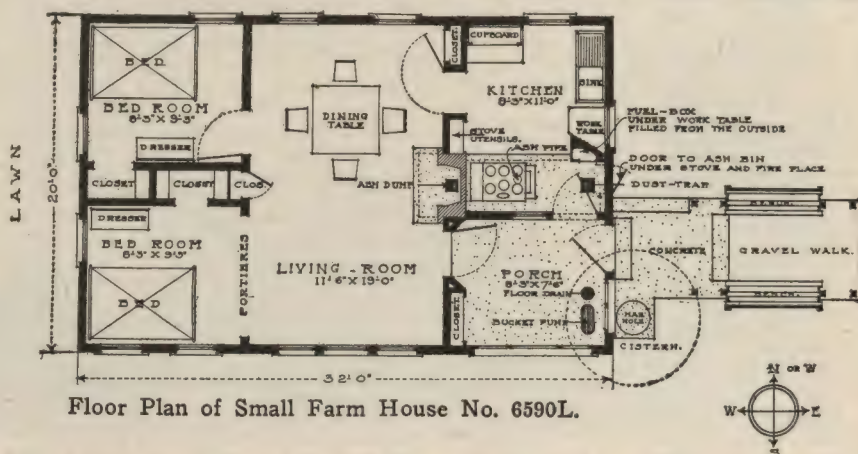 BED
BED ROOM
8'-3" X 9'-3"
DRESSER
CLOSET
CLOSET
CLOS.
DRESSER
BED ROOM
8'-3" X 9'-3"
BED
PORTIERES
DINING
TABLE
ASH DUMP
LIVING-ROOM
11'-6" X 19'-0"
CLOSET
CUPBOARD
KITCHEN
8'-3" X 11'-0"
SINK
WORK
TABLE
STOVE
UTENSILS.
ASH PIPE
FUEL-BOX
UNDER WORK TABLE
FILLED FROM THE OUTSIDE
DOOR TO ASH BIN
UNDER STOVE AND FIRE PLACE
DUST-TRAP
PORCH
8'-3" X 7'-6"
FLOOR DRAIN
BUCKET PUMP
CLOSET
BENCH.
CONCRETE
GRAVEL WALK.
BENCH.
MAN
HOLE
CISTERN.
LAWN
20'-0"
32'-0"
Floor Plan of Small Farm House No. 6590L.
N OR W
W
E
S